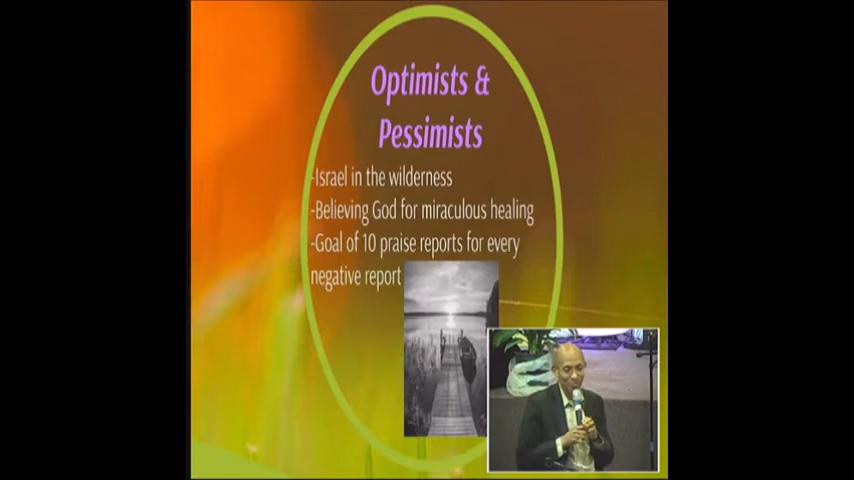 Optimists &
Pessimists
-Israel in the wilderness
-Believing God for miraculous healing
-Goal of 10 praise reports for every
negative report